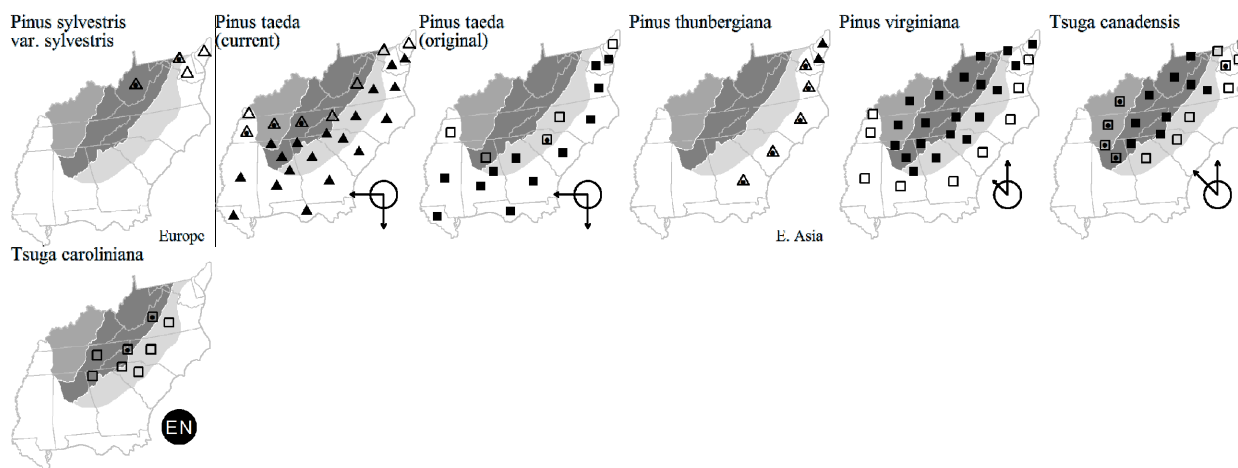 Pinus sylvestris
var. sylvestris
Europe
Pinus taeda
(current)
Pinus taeda
(original)
Pinus thunbergiana
E. Asia
Pinus virginiana
Tsuga canadensis
Tsuga caroliniana
EN